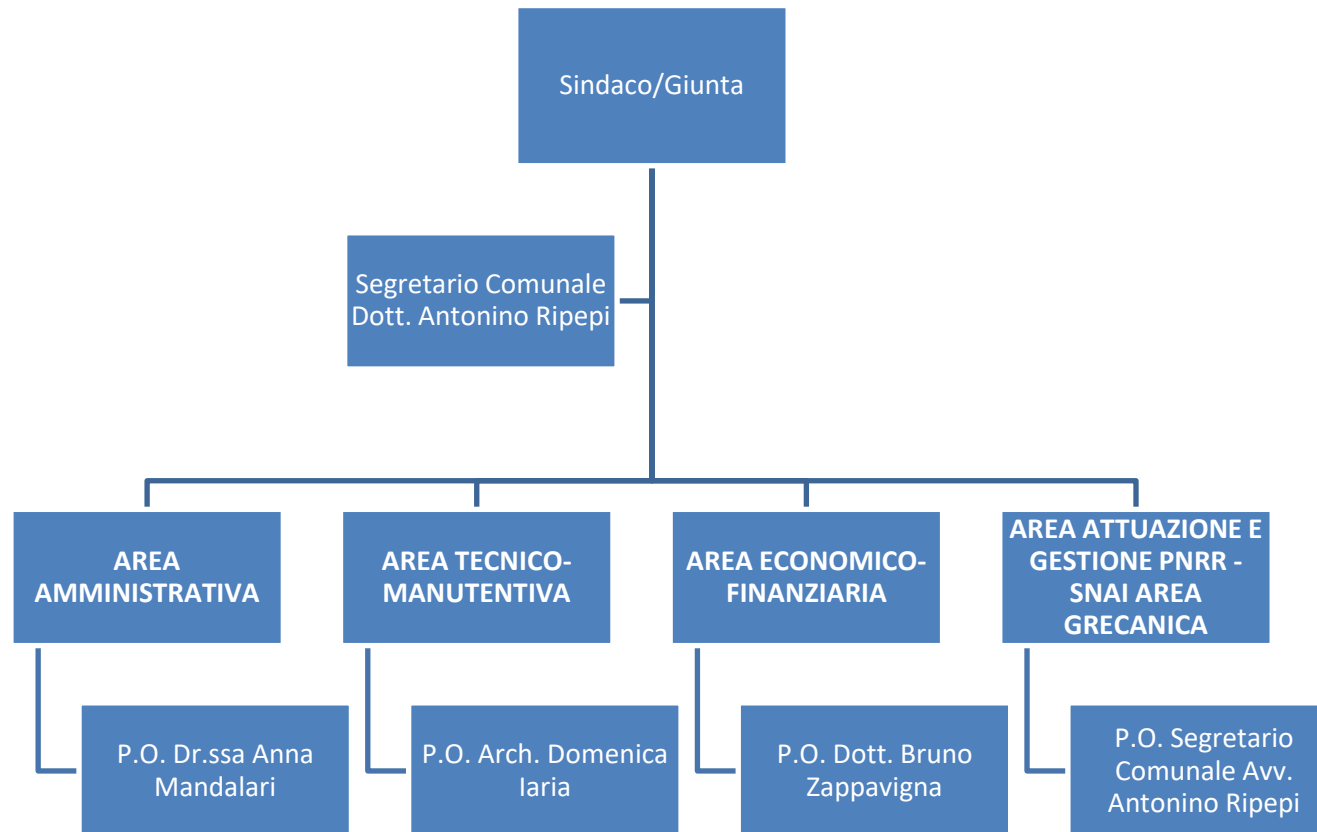 Sindaco/Giunta
Segretario Comunale
Dott. Antonino Ripepi
AREA
AMMINISTRATIVA
AREA TECNICO-
MANUTENTIVA
AREA ECONOMICO-
FINANZIARIA
AREA ATTUAZIONE E
GESTIONE PNRR -
SNAI AREA
GRECANICA
P.O. Dr.ssa Anna
Mandalari
P.O. Arch. Domenica
Iaria
P.O. Dott. Bruno
Zappavigna
P.O. Segretario
Comunale Avv.
Antonino Ripepi